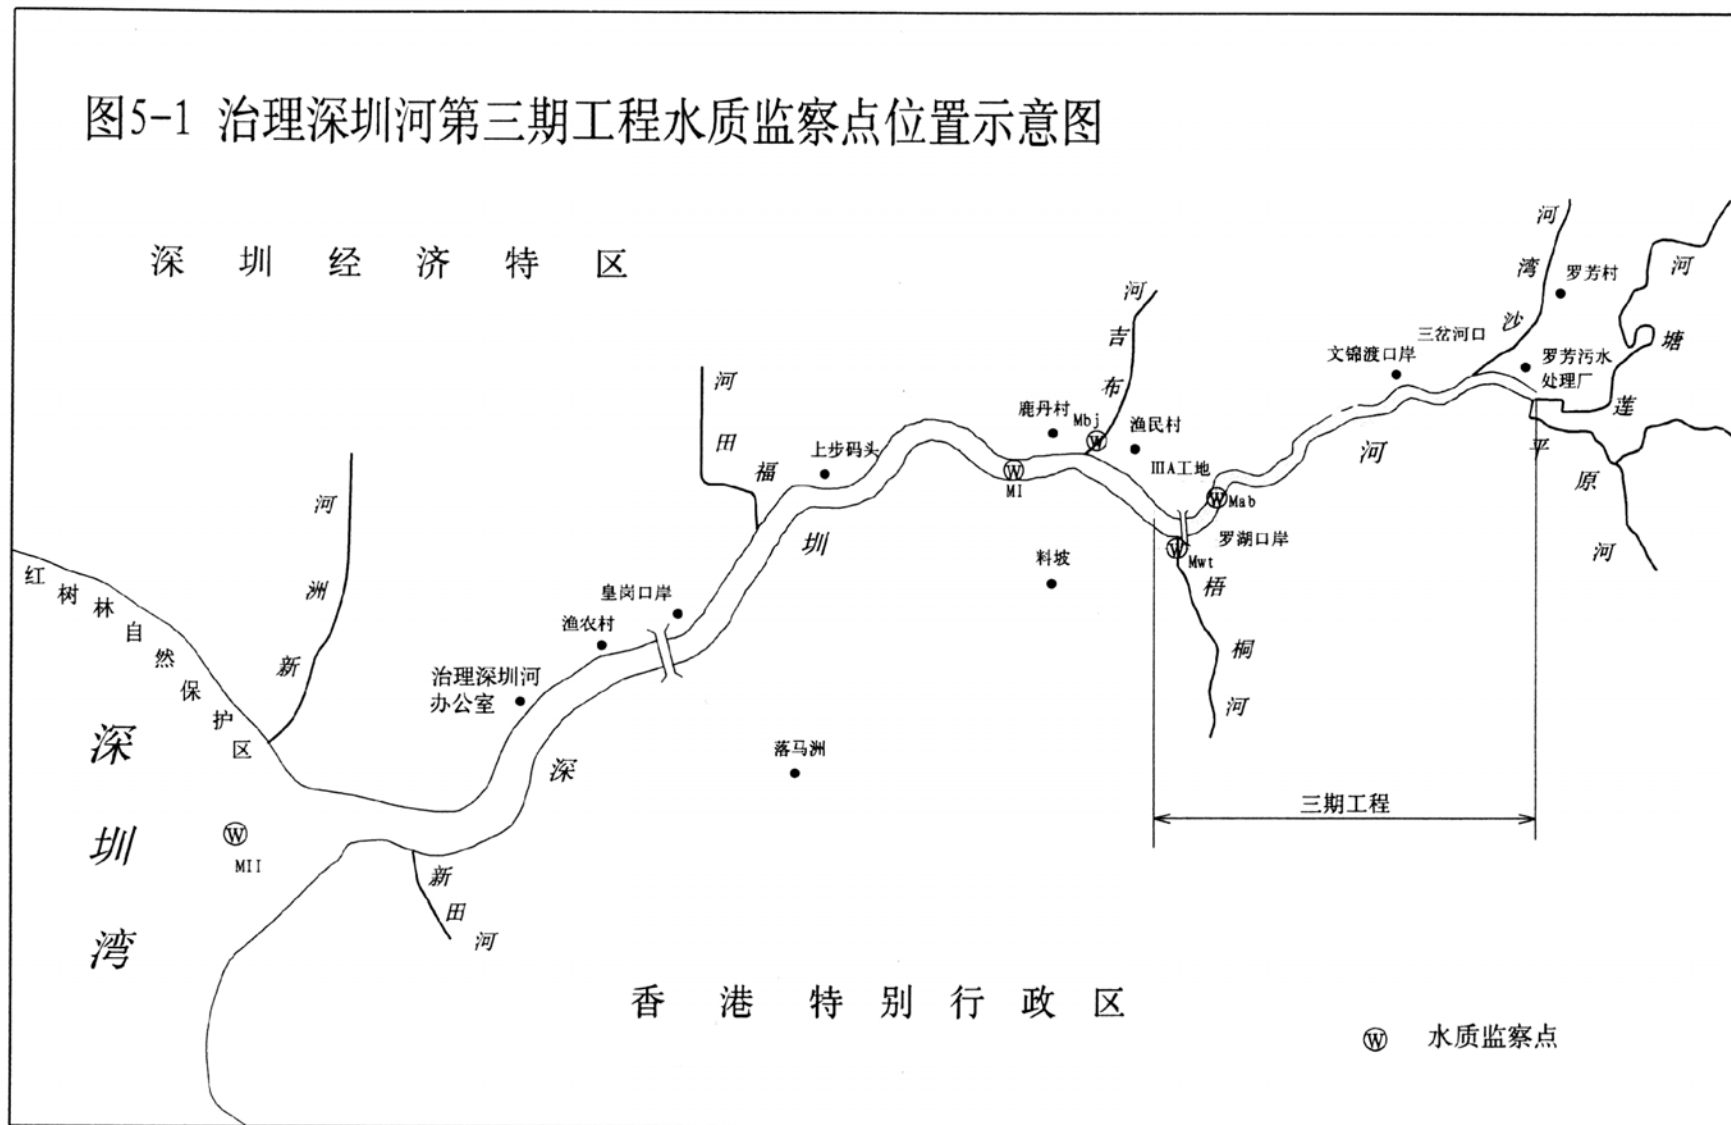 图5-1 治理深圳河第三期工程水质监察点位置示意图
深圳经济特区
河湾沙
罗芳村
河塘莲
三岔河口
文锦渡口岸
罗芳污水
处理厂
平原河
河吉布
鹿丹村
Mbj
渔民村
ⅢA工地
MI
Mab
罗湖口岸
Mwt
河
河田福
上步码头
圳
料坡
梧桐河
河洲新
皇岗口岸
渔农村
治理深圳河
办公室
深
落马洲
红树林自然保护区
深圳湾
MII
新田河
三期工程
香港特别行政区
W 水质监察点